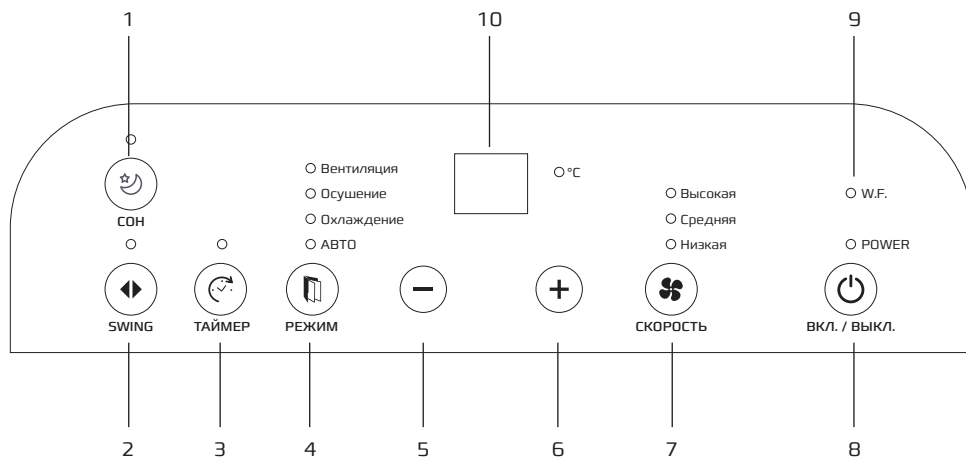 1 10 9
Вентиляция
°C
Осушение
Высокая
W.F.
СОН
Охлаждение
Средняя
АВТО
Низкая
POWER
SWING ТАЙМЕР РЕЖИМ СКОРОСТЬ ВКЛ. / ВЫКЛ.
2 3 4 5 6 7 8